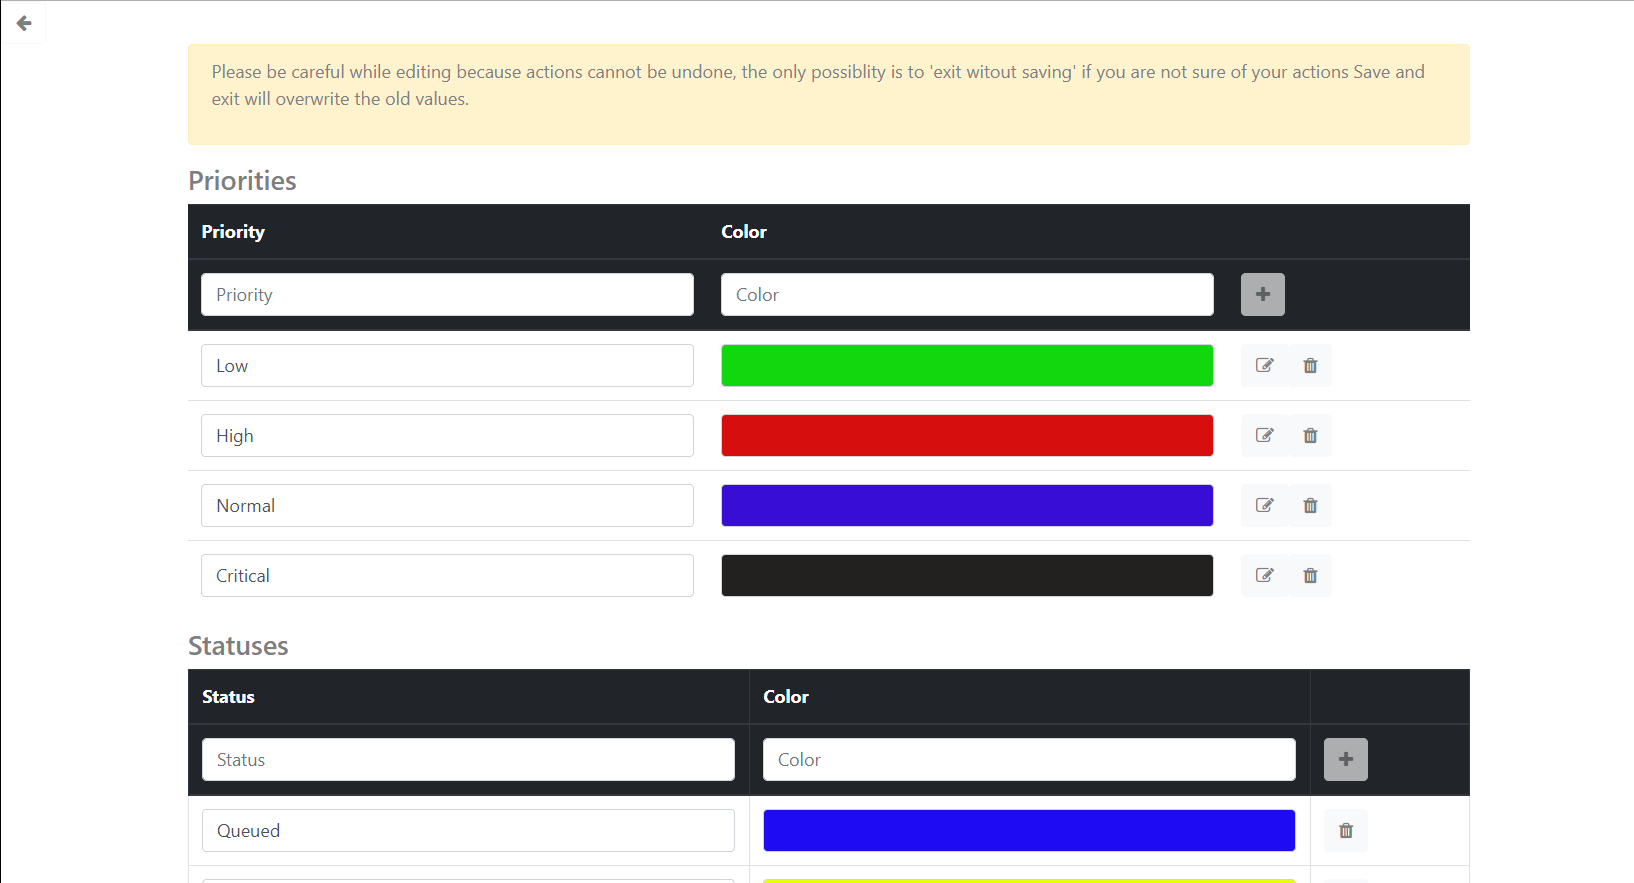 Please be careful while editing because actions cannot be undone, the only possiblity is to 'exit witout saving' if you are not sure of your actions Save and
exit will overwrite the old values.
Priorities
Priority Color
Priority Color
Low
High
Normal
Critical
Statuses
Status Color
Status Color
Queued